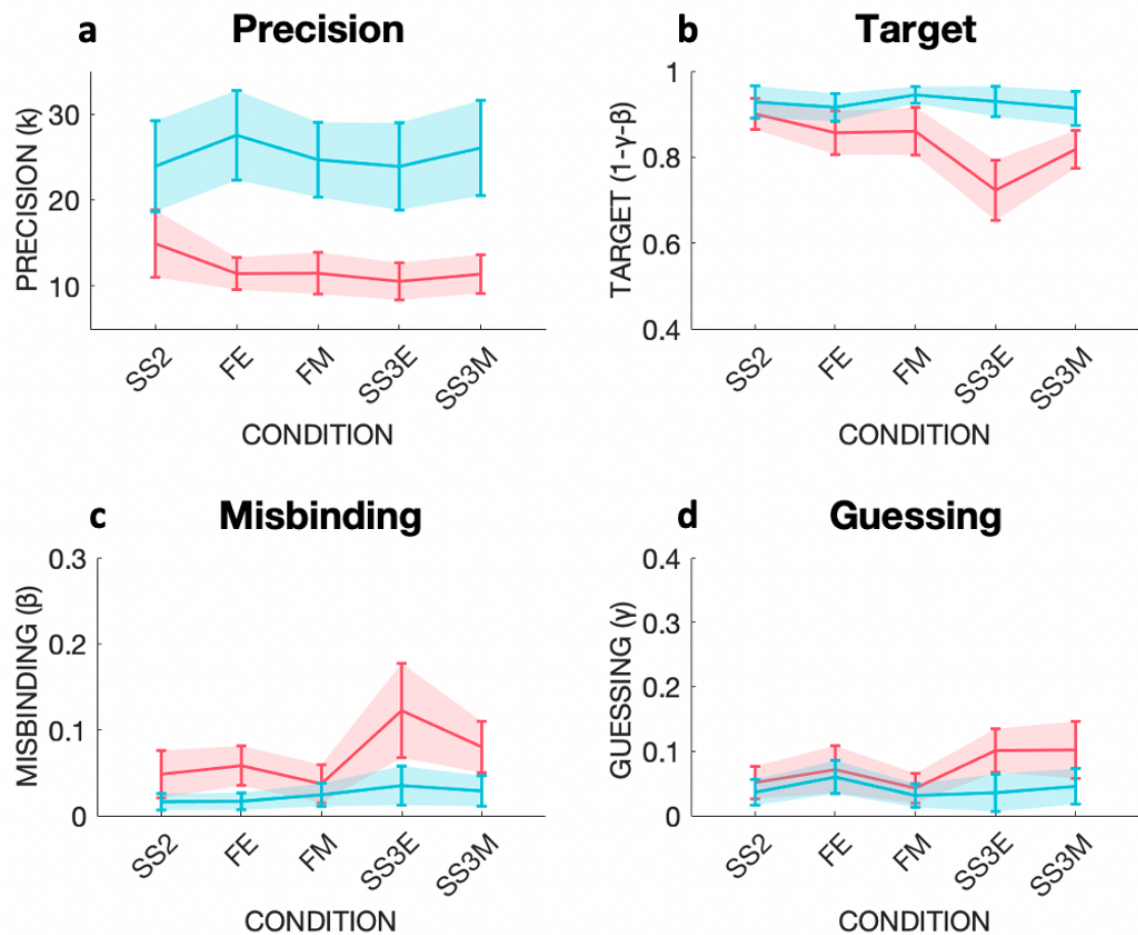 a Precision
PRECISION (k)
30
20
10
SS2 FE FM SS3E SS3M
CONDITION
b Target
TARGET (1-γ-β)
1
0.8
0.6
0.4
SS2 FE FM SS3E SS3M
CONDITION
c Misbinding
MISBINDING (β)
0.3
0.2
0.1
0
SS2 FE FM SS3E SS3M
CONDITION
d Guessing
GUESSING (γ)
0.4
0.3
0.2
0.1
0
SS2 FE FM SS3E SS3M
CONDITION